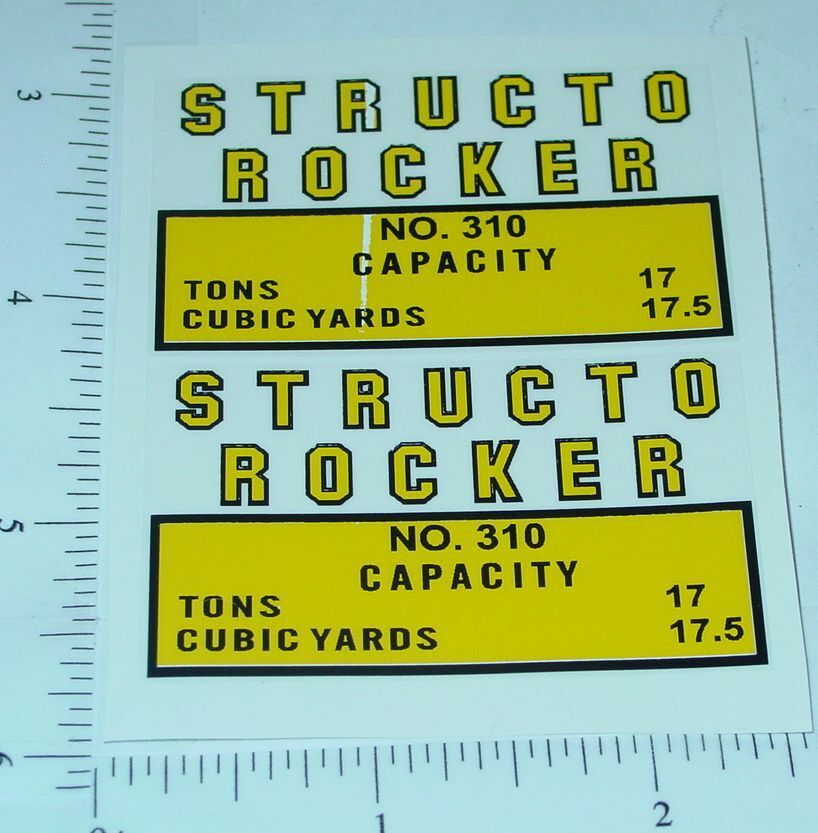 STRUCTO
ROCKER
NO. 310
CAPACITY
TONS 17
CUBIC YARDS 17.5
STRUCTO
ROCKER
NO. 310
CAPACITY
TONS 17
CUBIC YARDS 17.5
3
4
5
6
1
2